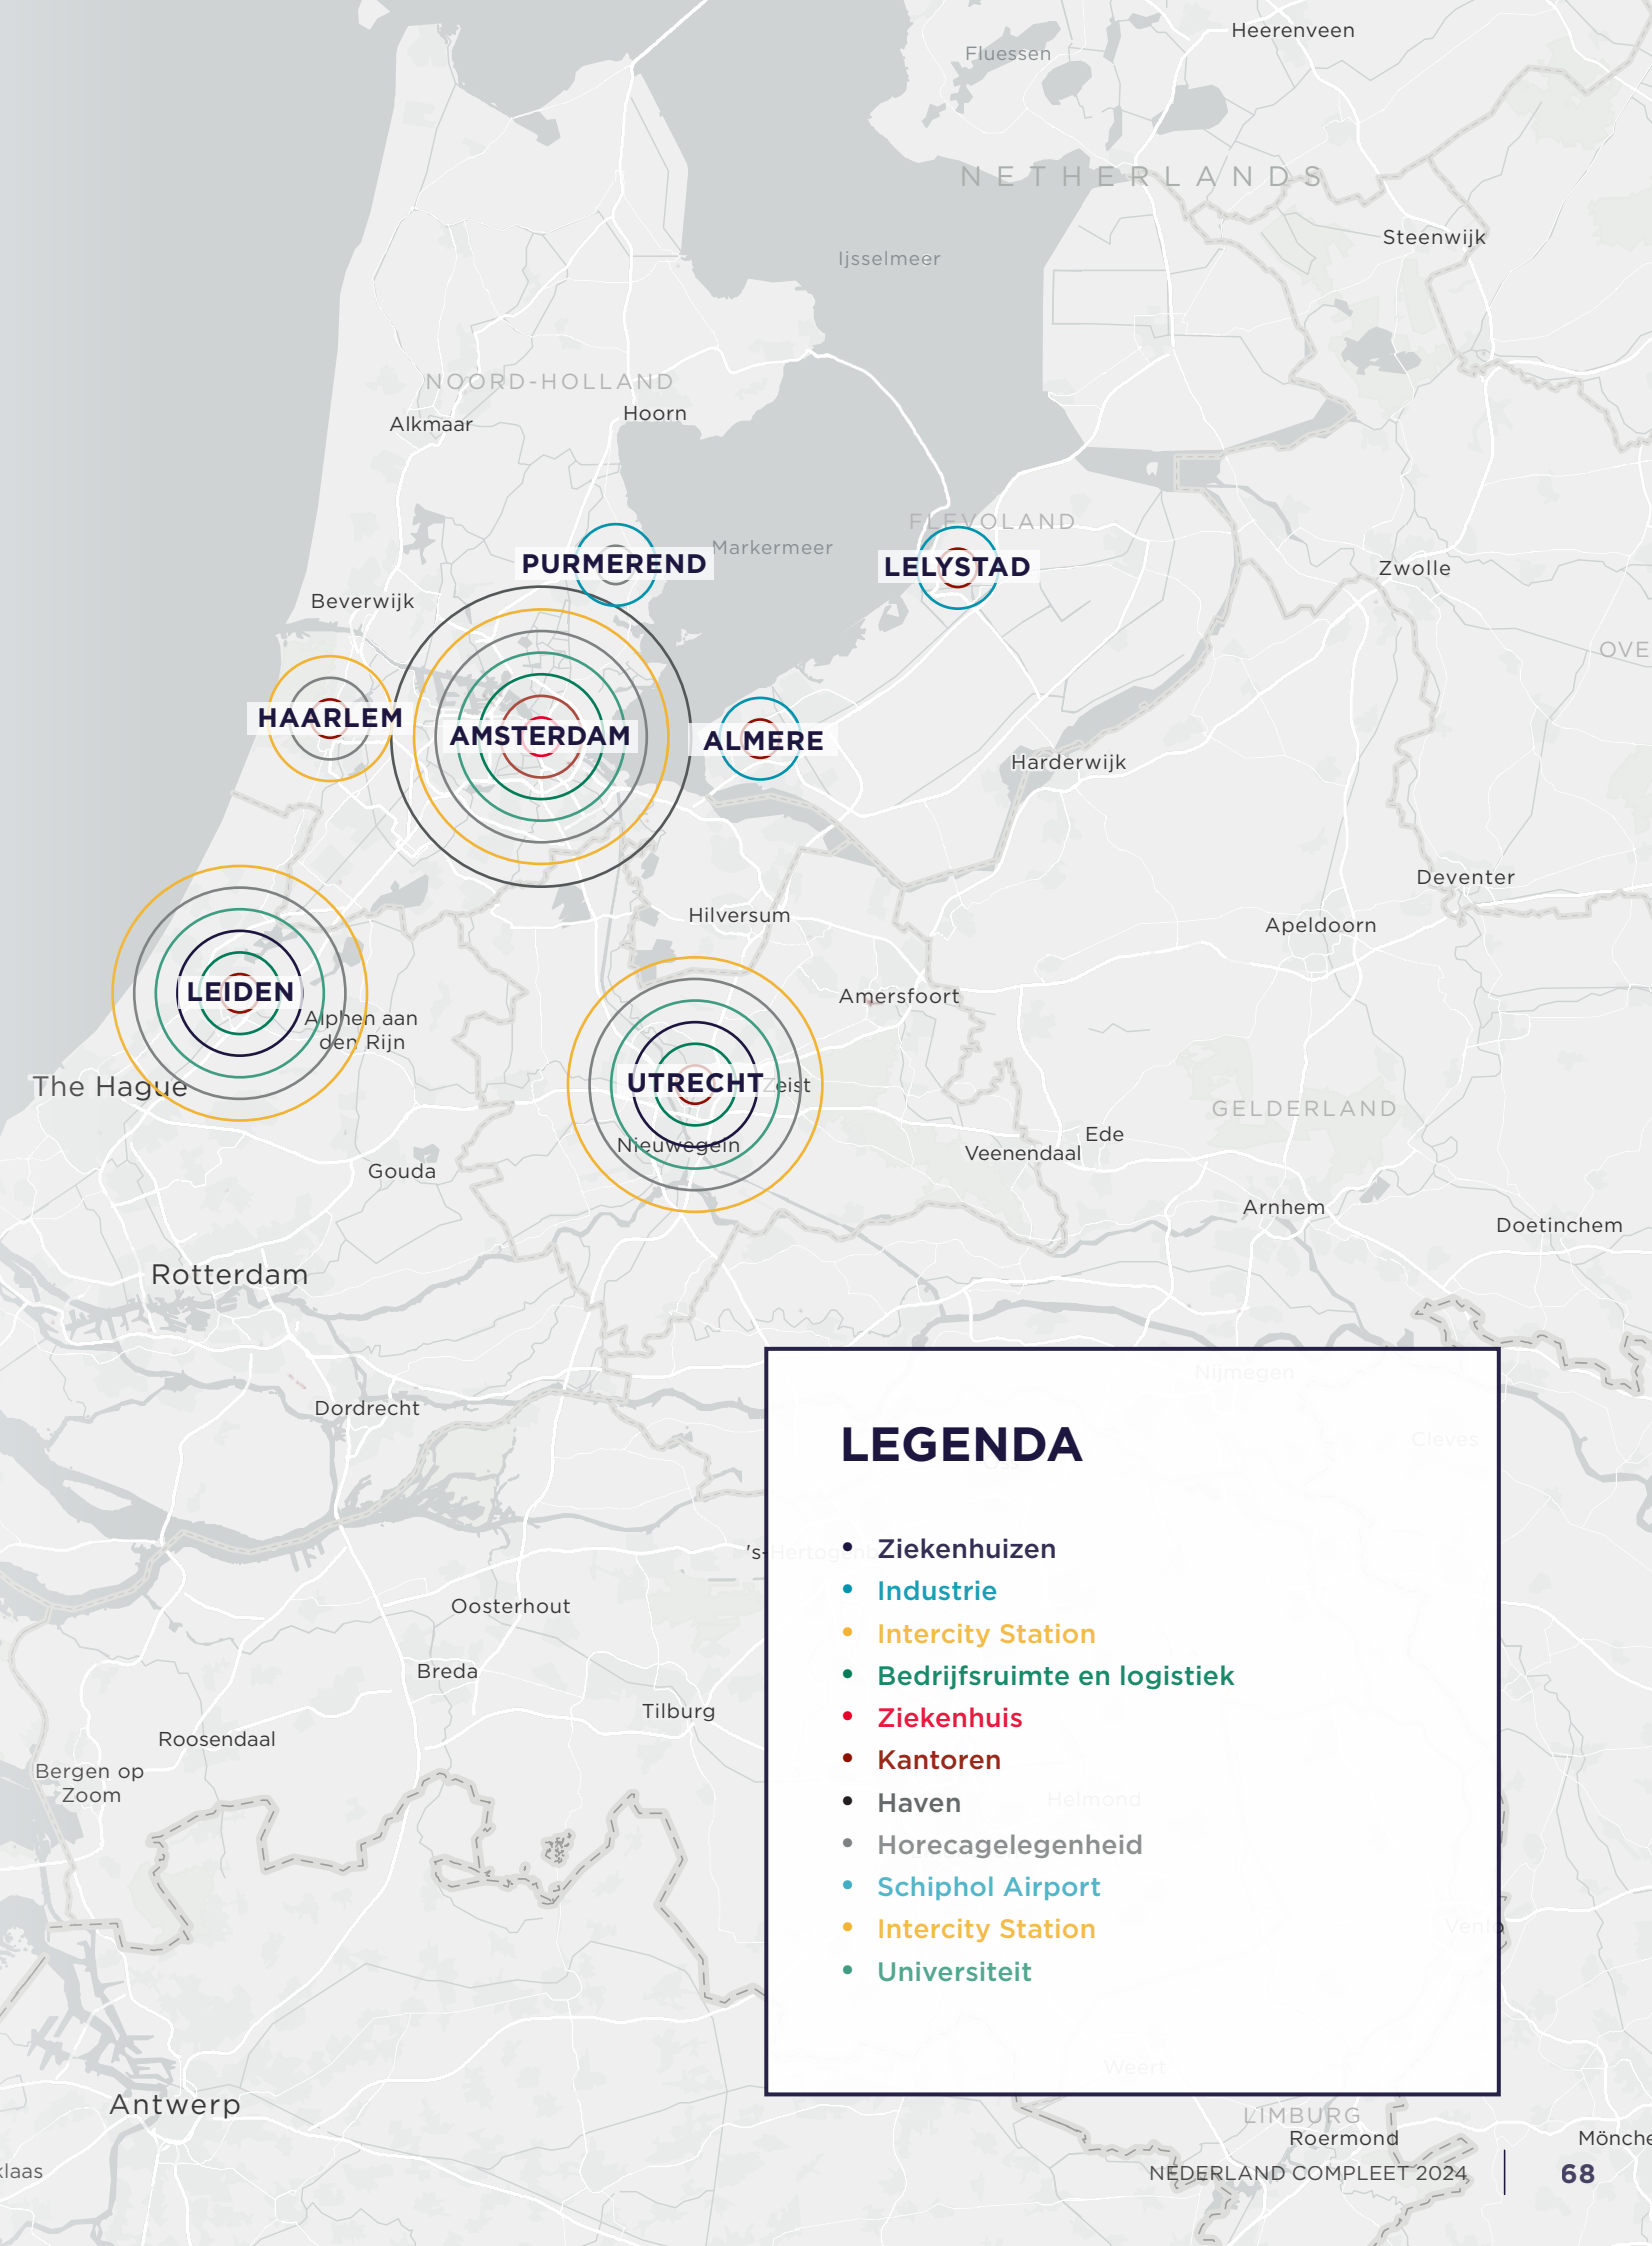 Heerenveen
Fluessen
NETHERLANDS
Steenwijk
Ijsselmeer
NOORD-HOLLAND
Hoorn
Alkmaar
FLEVOLAND
Markermeer
PURMEREND
LELYSTAD
Zwolle
Beverwijk
OVE
HAARLEM
AMSTERDAM
ALMERE
Harderwijk
Deventer
Hilversum
Apeldoorn
LEIDEN
Amersfoort
Alphen aan
den Rijn
The Hague
UTRECHT
Zeist
GELDERLAND
Nieuwegein
Ede
Veenendaal
Gouda
Arnhem
Doetinchem
Rotterdam
Nijmegen
Dordrecht
Cleves
LEGENDA
• Ziekenhuizen
's-Hertogenb
• Industrie
Oosterhout
• Intercity Station
Breda
• Bedrijfsruimte en logistiek
Tilburg
• Ziekenhuis
Roosendaal
• Kantoren
Bergen op
Zoom
• Haven
Helmond
• Horecagelegenheid
• Schiphol Airport
• Intercity Station
Venlo
• Universiteit
Weert
Antwerp
LIMBURG
Roermond
Mönche
klaas
NEDERLAND COMPLEET 2024
68